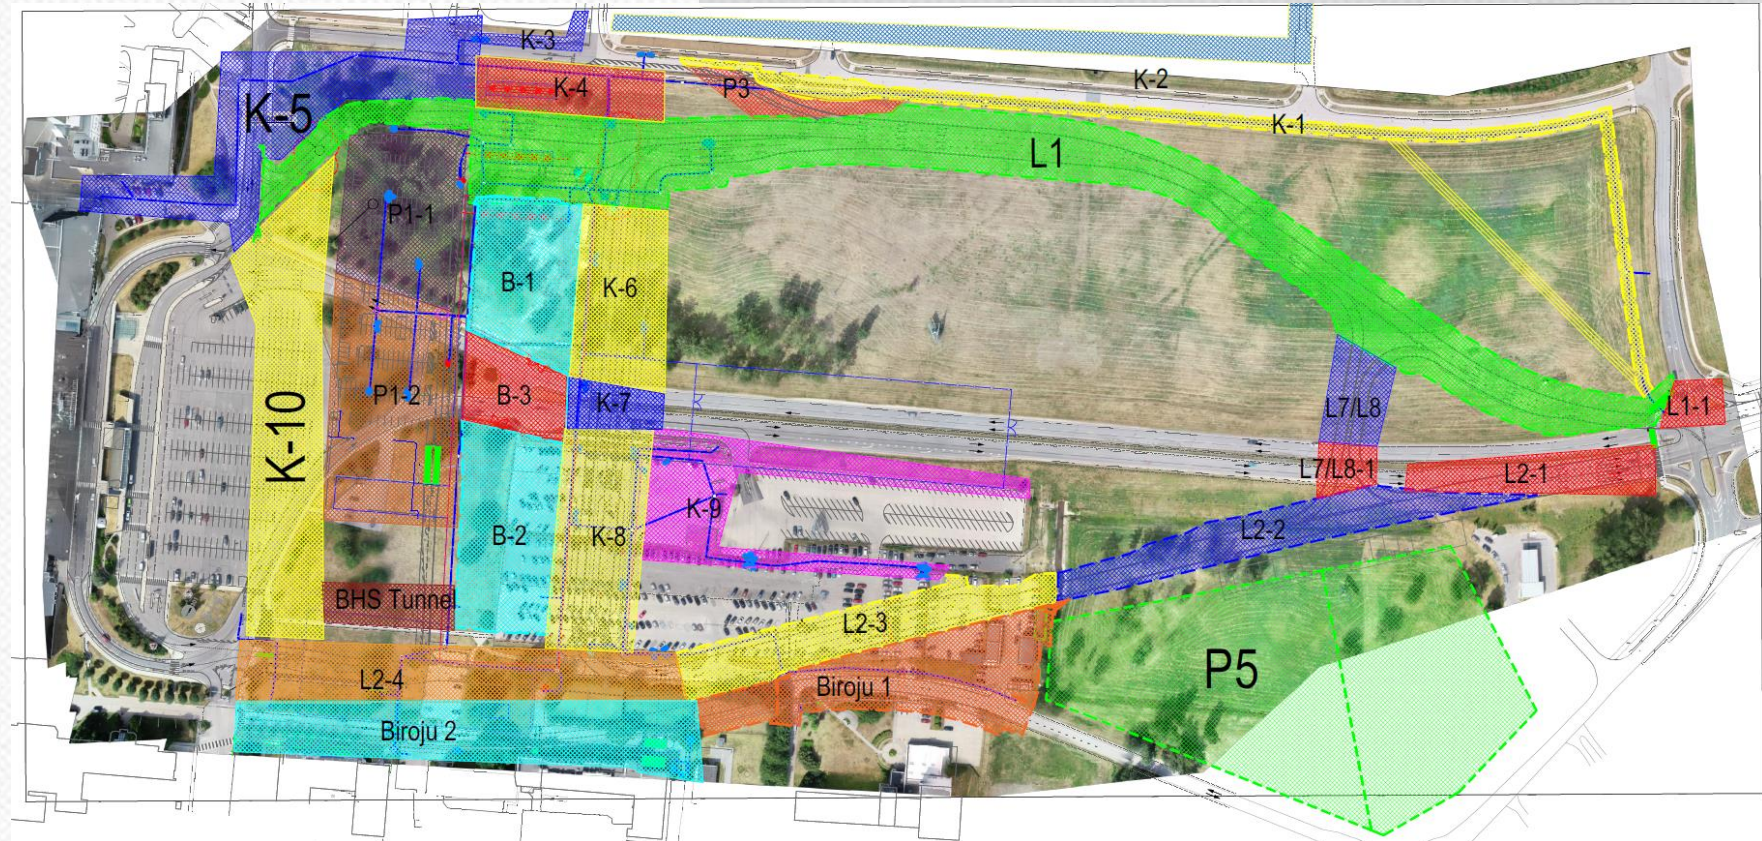 K-3
K-2
K-4
P3
K-5
K-1
L1
P1-1
B-1
K-6
P1-2
B-3
K-7
L7/L8
L1-1
K-10
L7/L8-1
L2-1
K-9
B-2
K-8
L2-2
BHS Tunnel
L2-3
P5
L2-4
Biroju 1
Biroju 2